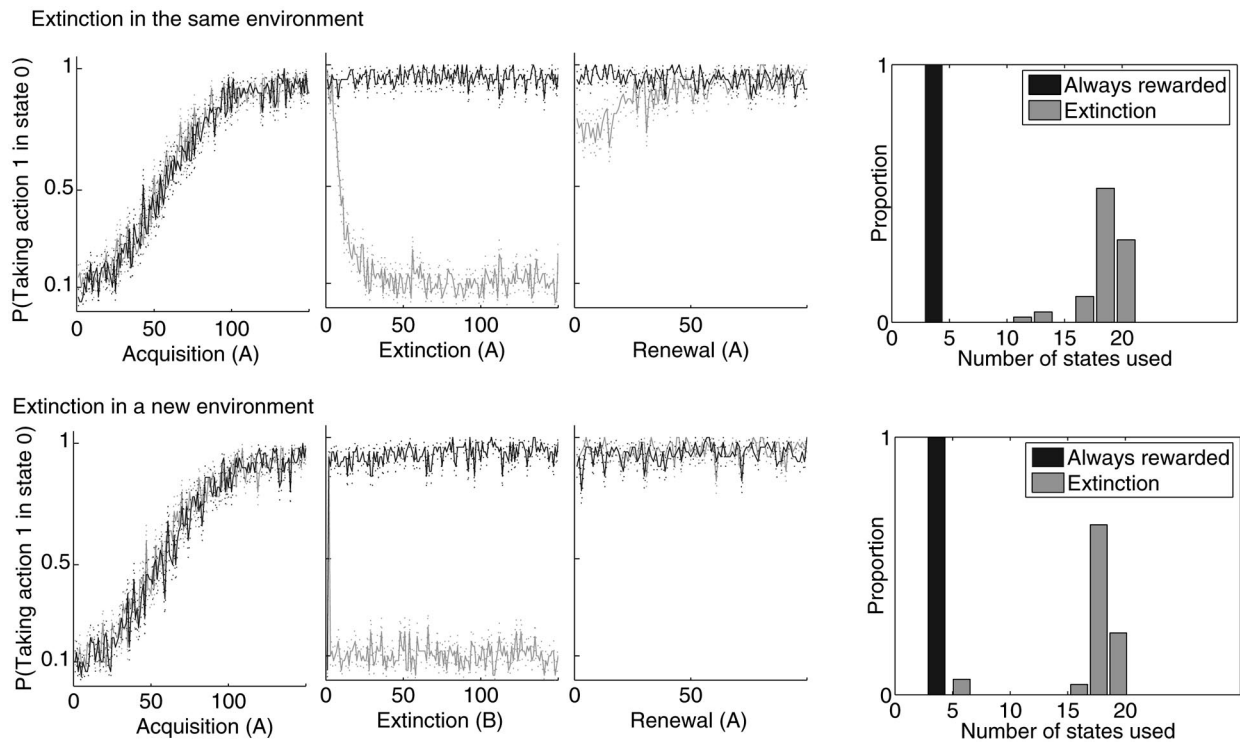 Extinction in the same environment
P(Taking action 1 in state 0)
1
0.5
0.1
0 50 100
Acquisition (A)
0 50 100
Extinction (A)
0 50
Renewal (A)
Proportion
1
0
Always rewarded
Extinction
0 5 10 15 20
Number of states used
Extinction in a new environment
P(Taking action 1 in state 0)
1
0.5
0.1
0 50 100
Acquisition (A)
0 50 100
Extinction (B)
0 50
Renewal (A)
Proportion
1
0
Always rewarded
Extinction
0 5 10 15 20
Number of states used